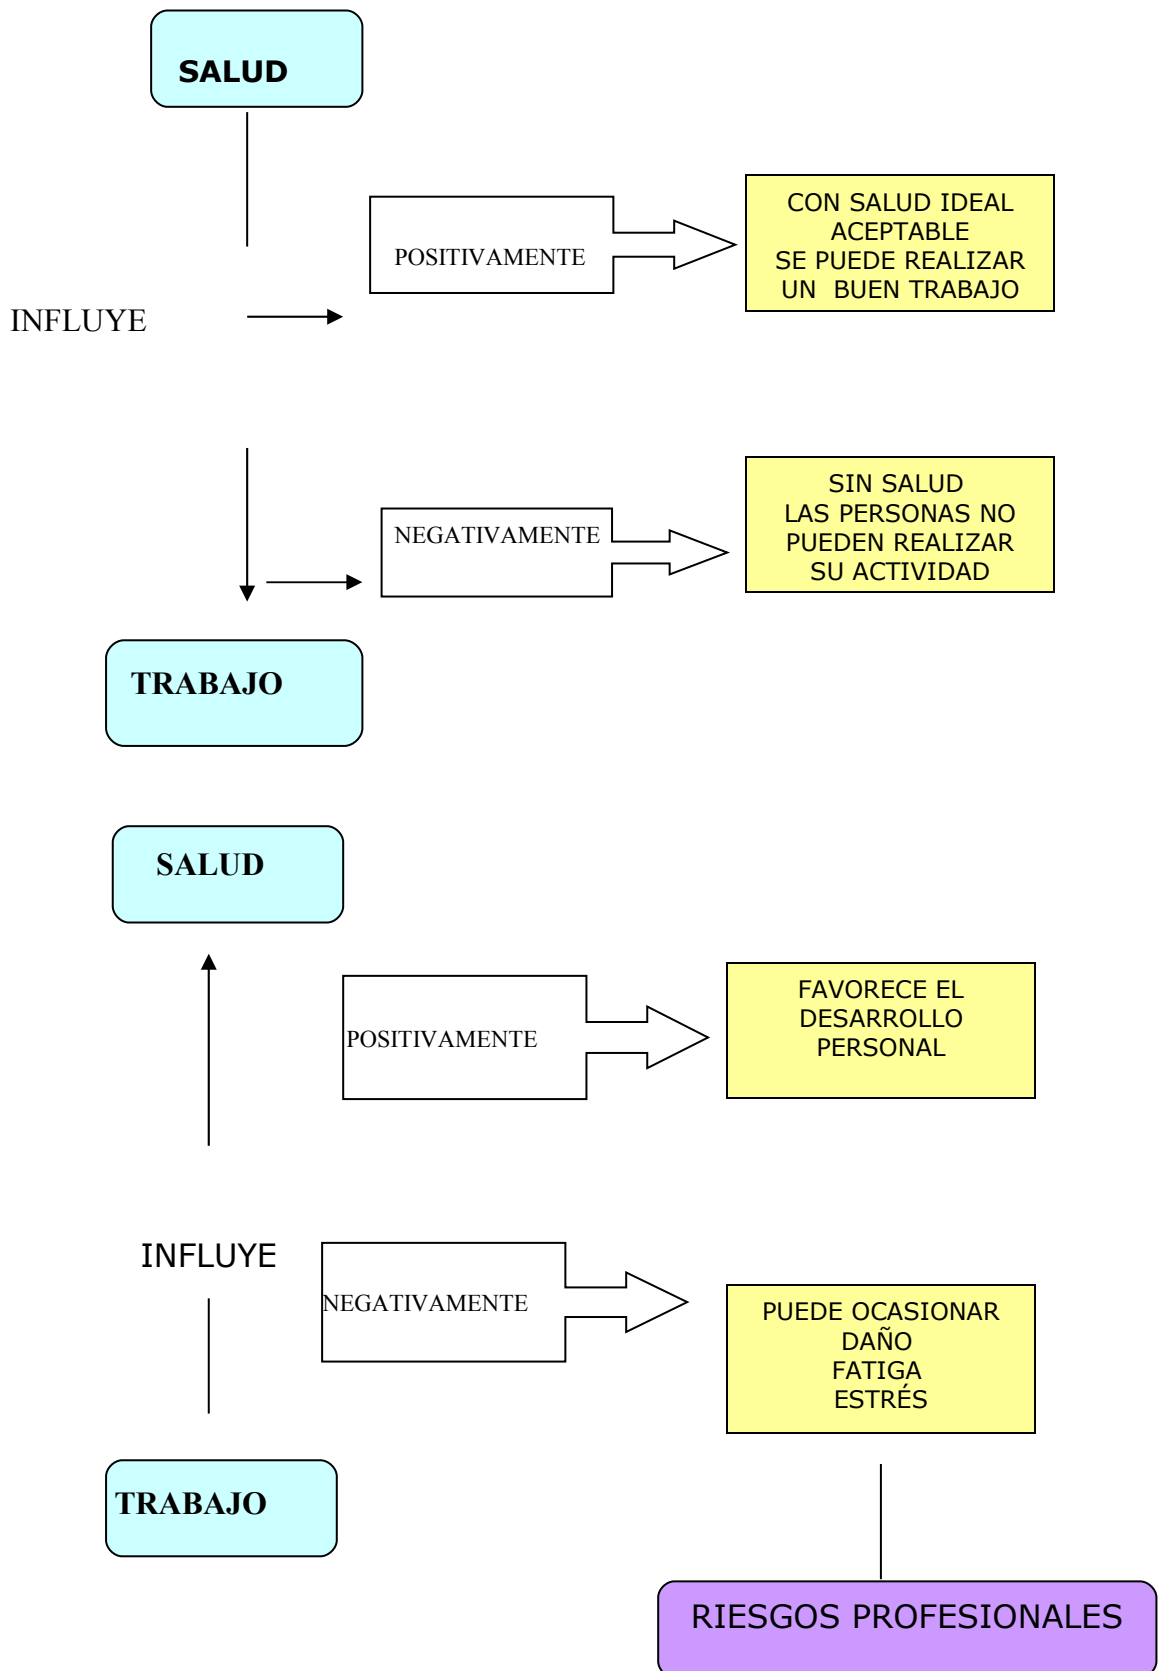 SALUD
POSITIVAMENTE
CON SALUD IDEAL
ACEPTABLE
SE PUEDE REALIZAR
UN BUEN TRABAJO
INFLUYE
NEGATIVAMENTE
SIN SALUD
LAS PERSONAS NO
PUEDEN REALIZAR
SU ACTIVIDAD
TRABAJO
SALUD
POSITIVAMENTE
FAVORECE EL
DESARROLLO
PERSONAL
INFLUYE
NEGATIVAMENTE
PUEDE OCASIONAR
DAÑO
FATIGA
ESTRÉS
TRABAJO
RIESGOS PROFESIONALES